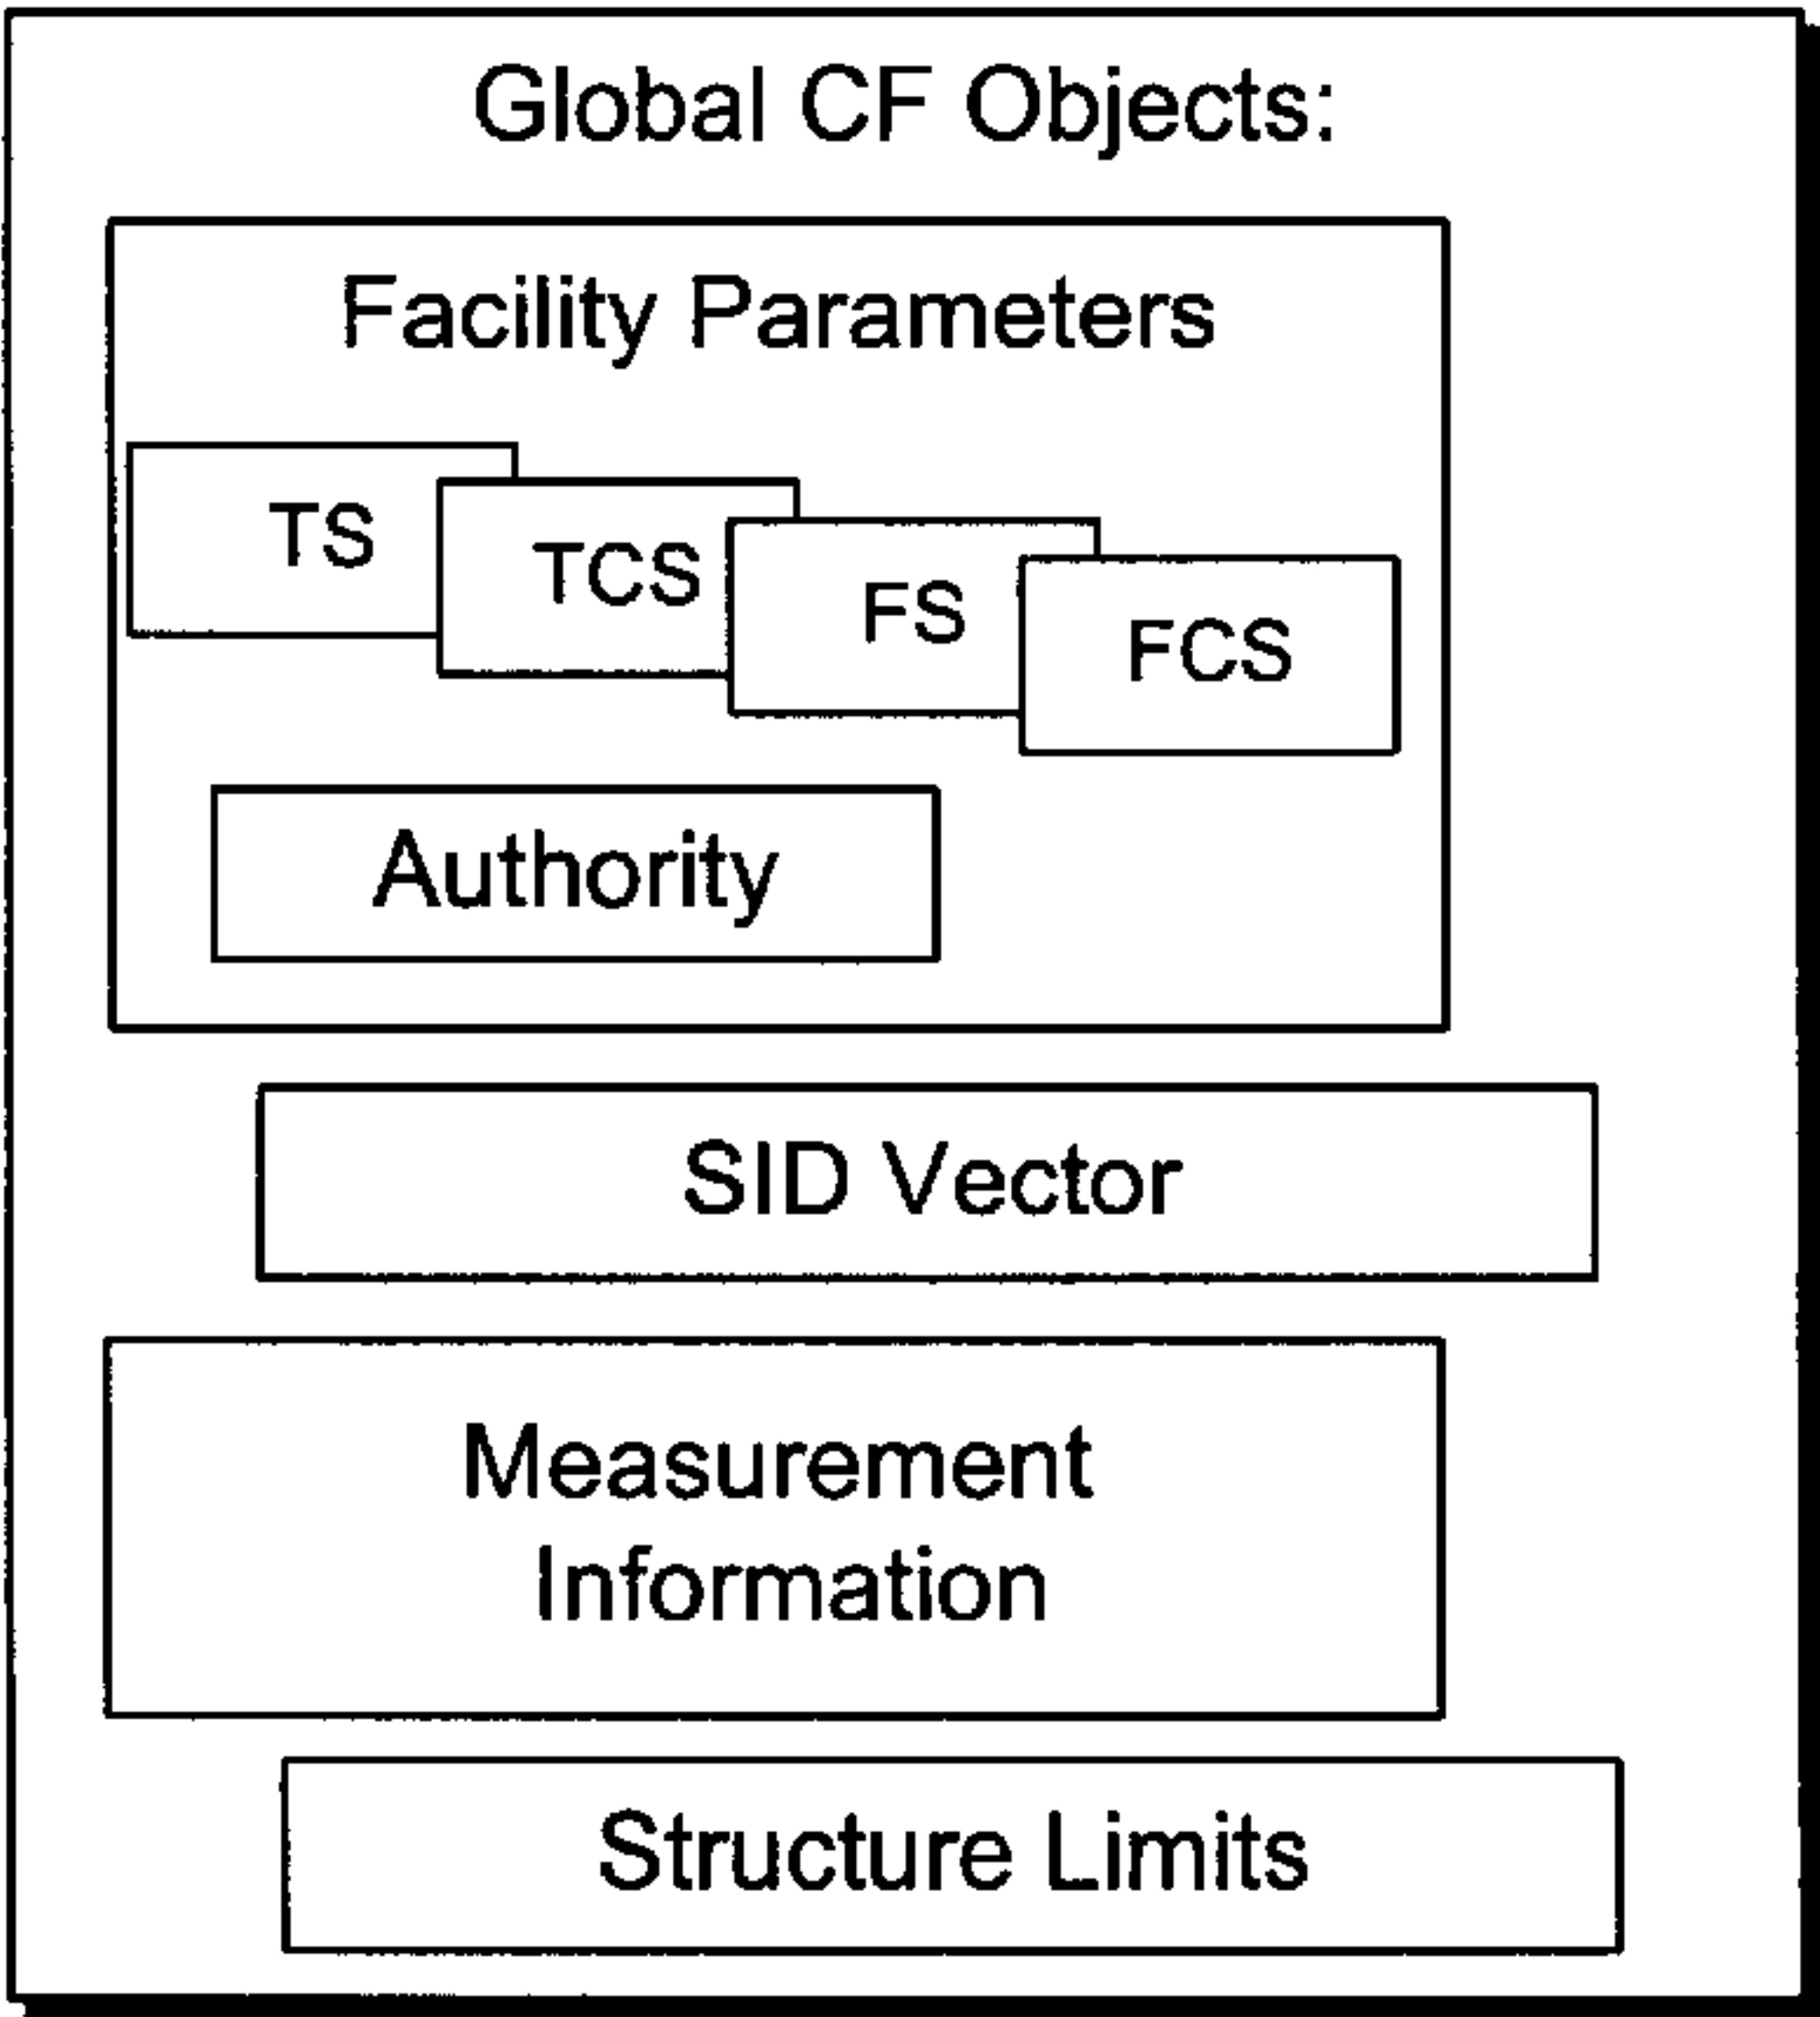 Global CF Objects:
Facility Parameters
TS
TCS
FS
FCS
Authority
SID Vector
Measurement
Information
Structure Limits